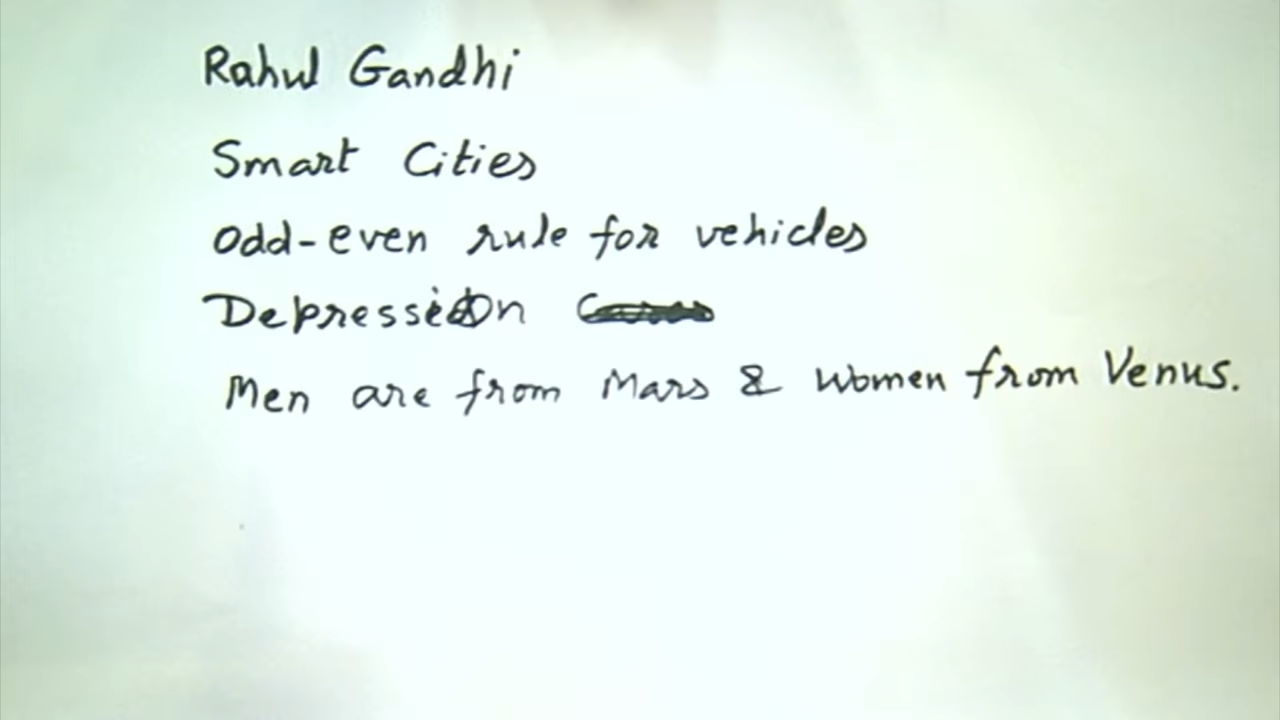 Rahul Gandhi
Smart Cities
Odd-even rule for vehicles
Depression
Men are from Mars & Women from Venus.